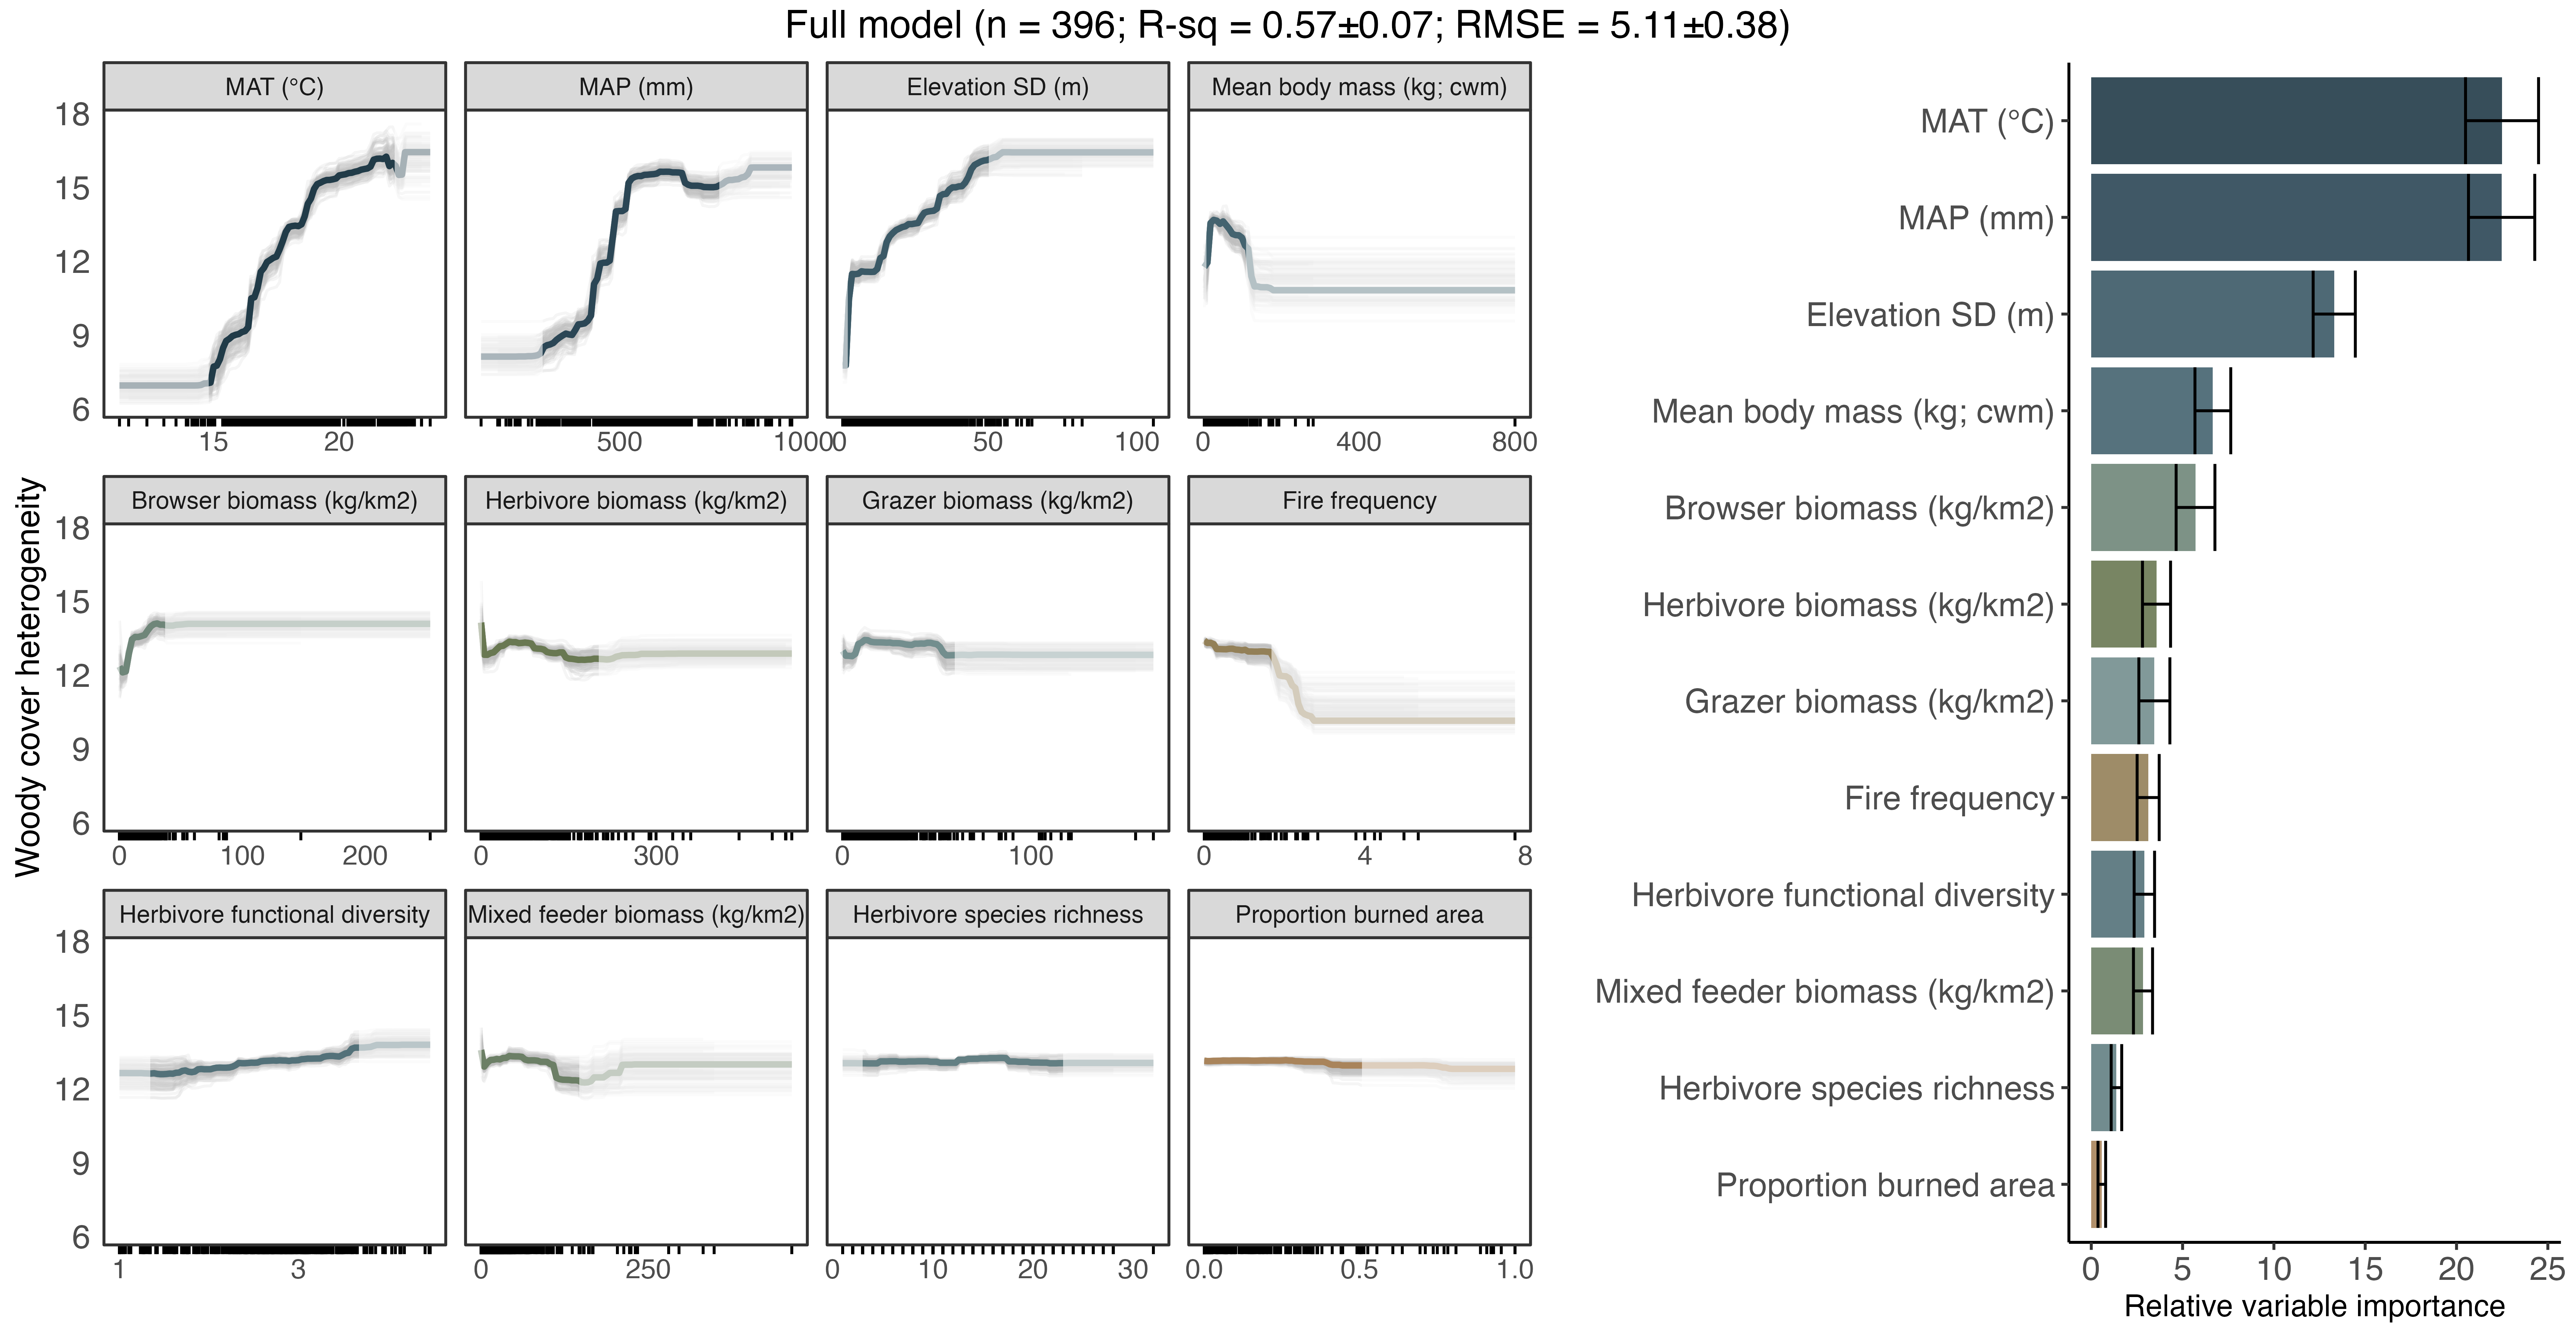 Full model (n = 396; R-sq = 0.57±0.07; RMSE = 5.11±0.38)
Woody cover heterogeneity
MAT (°C)
MAP (mm)
Elevation SD (m)
Mean body mass (kg; cwm)
18
15
12
9
6
15 20
500 1000
0 50 100
0 400 800
Browser biomass (kg/km2)
Herbivore biomass (kg/km2)
Grazer biomass (kg/km2)
Fire frequency
18
15
12
9
6
0 100 200
0 300
0 100
0 4 8
Herbivore functional diversity
Mixed feeder biomass (kg/km2)
Herbivore species richness
Proportion burned area
18
15
12
9
6
1 3
0 250
0 10 20 30
0.0 0.5 1.0
MAT (°C)
MAP (mm)
Elevation SD (m)
Mean body mass (kg; cwm)
Browser biomass (kg/km2)
Herbivore biomass (kg/km2)
Grazer biomass (kg/km2)
Fire frequency
Herbivore functional diversity
Mixed feeder biomass (kg/km2)
Herbivore species richness
Proportion burned area
0 5 10 15 20 25
Relative variable importance